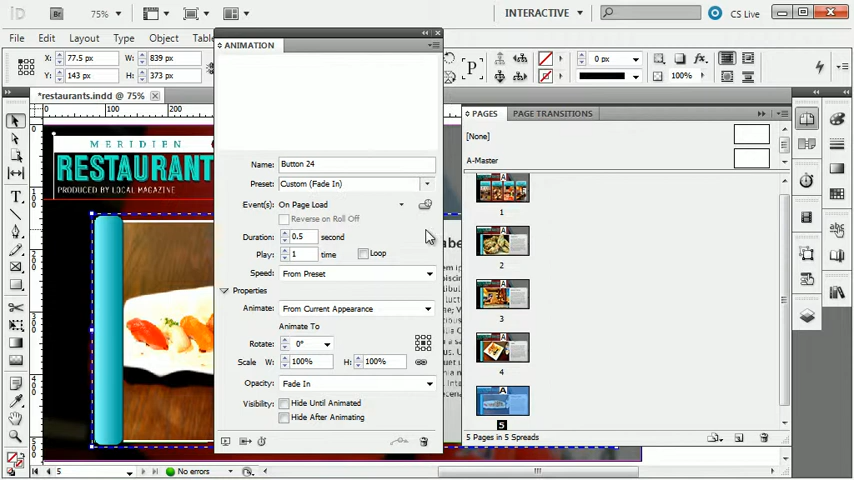 iD
Br
75%
INTERACTIVE
CS Live
File
Edit
Layout
Type
Object
Table
X: 77.5 px
W: 839 px
Y: 143 px
H: 373 px
P
0 px
100%
*restaurants.indd @ 75%
0
100
200
MERIDIEN
RESTAURANT
PRODUCED BY LOCAL MAGAZINE
ANIMATION
Name: Button 24
Preset: Custom (Fade In)
Event(s): On Page Load
Reverse on Roll Off
Duration: 0.5 second
Play: 1 time
Loop
Speed: From Preset
Properties
Animate: From Current Appearance
Animate To
Rotate: 0°
Scale W: 100% H: 100%
Opacity: Fade In
Visibility: Hide Until Animated
Hide After Animating
PAGES
PAGE TRANSITIONS
[None]
A-Master
A
1
A
2
A
3
A
4
A
5
5 Pages in 5 Spreads
5
No errors